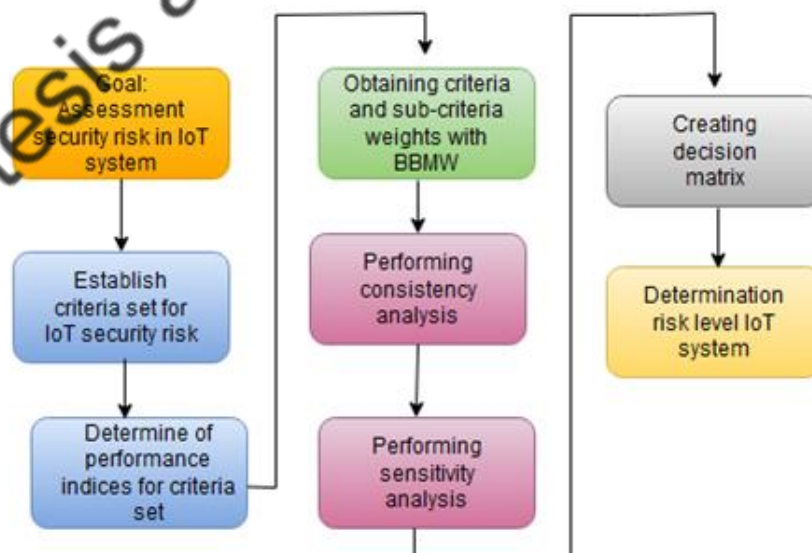 Goal:
Assessment
security risk in IoT
system
Establish
criteria set for
IoT security risk
Determine of
performance
indices for criteria
set
Obtaining criteria
and sub-criteria
weights with
BBMW
Performing
consistency
analysis
Performing
sensitivity
analysis
Creating
decision
matrix
Determination
risk level IoT
system